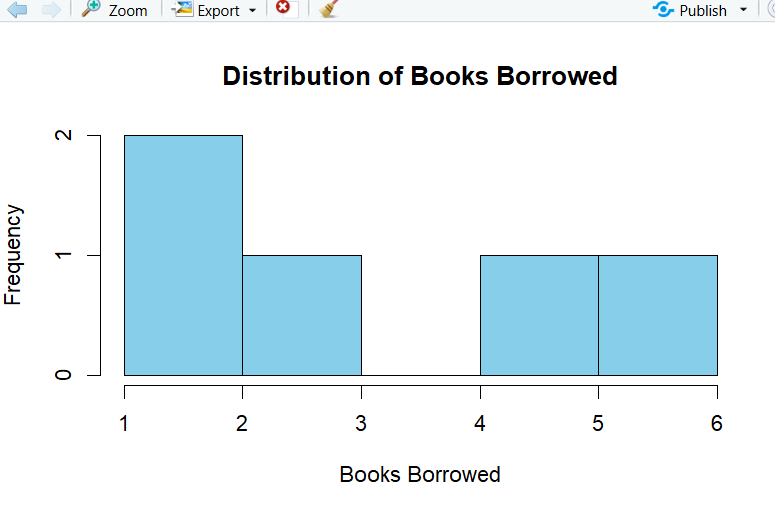 Zoom Export Publish
Distribution of Books Borrowed
Frequency
2
1
0
1 2 3 4 5 6
Books Borrowed